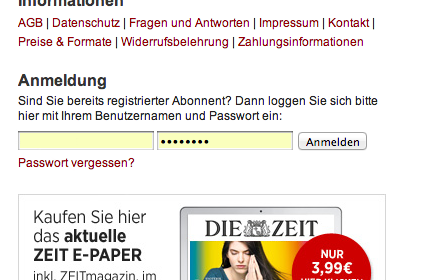 Informationen
AGB | Datenschutz | Fragen und Antworten | Impressum | Kontakt |
Preise & Formate | Widerrufsbelehrung | Zahlungsinformationen
Anmeldung
Sind Sie bereits registrierter Abonnent? Dann loggen Sie sich bitte
hier mit Ihrem Benutzernamen und Passwort ein:
•••••••• Anmelden
Passwort vergessen?
Kaufen Sie hier
das aktuelle
ZEIT E-PAPER
inkl. ZEITmagazin, im
DIE ZEIT
NUR
3,99€